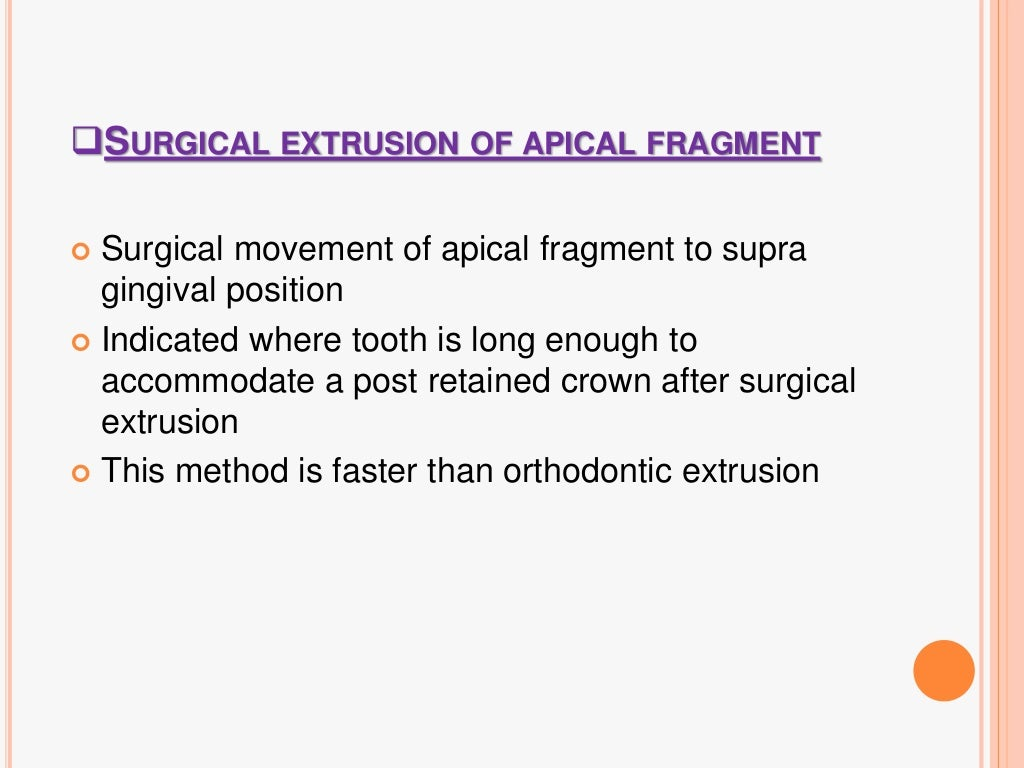 ❑SURGICAL EXTRUSION OF APICAL FRAGMENT
Surgical movement of apical fragment to supra
gingival position
Indicated where tooth is long enough to
accommodate a post retained crown after surgical
extrusion
This method is faster than orthodontic extrusion